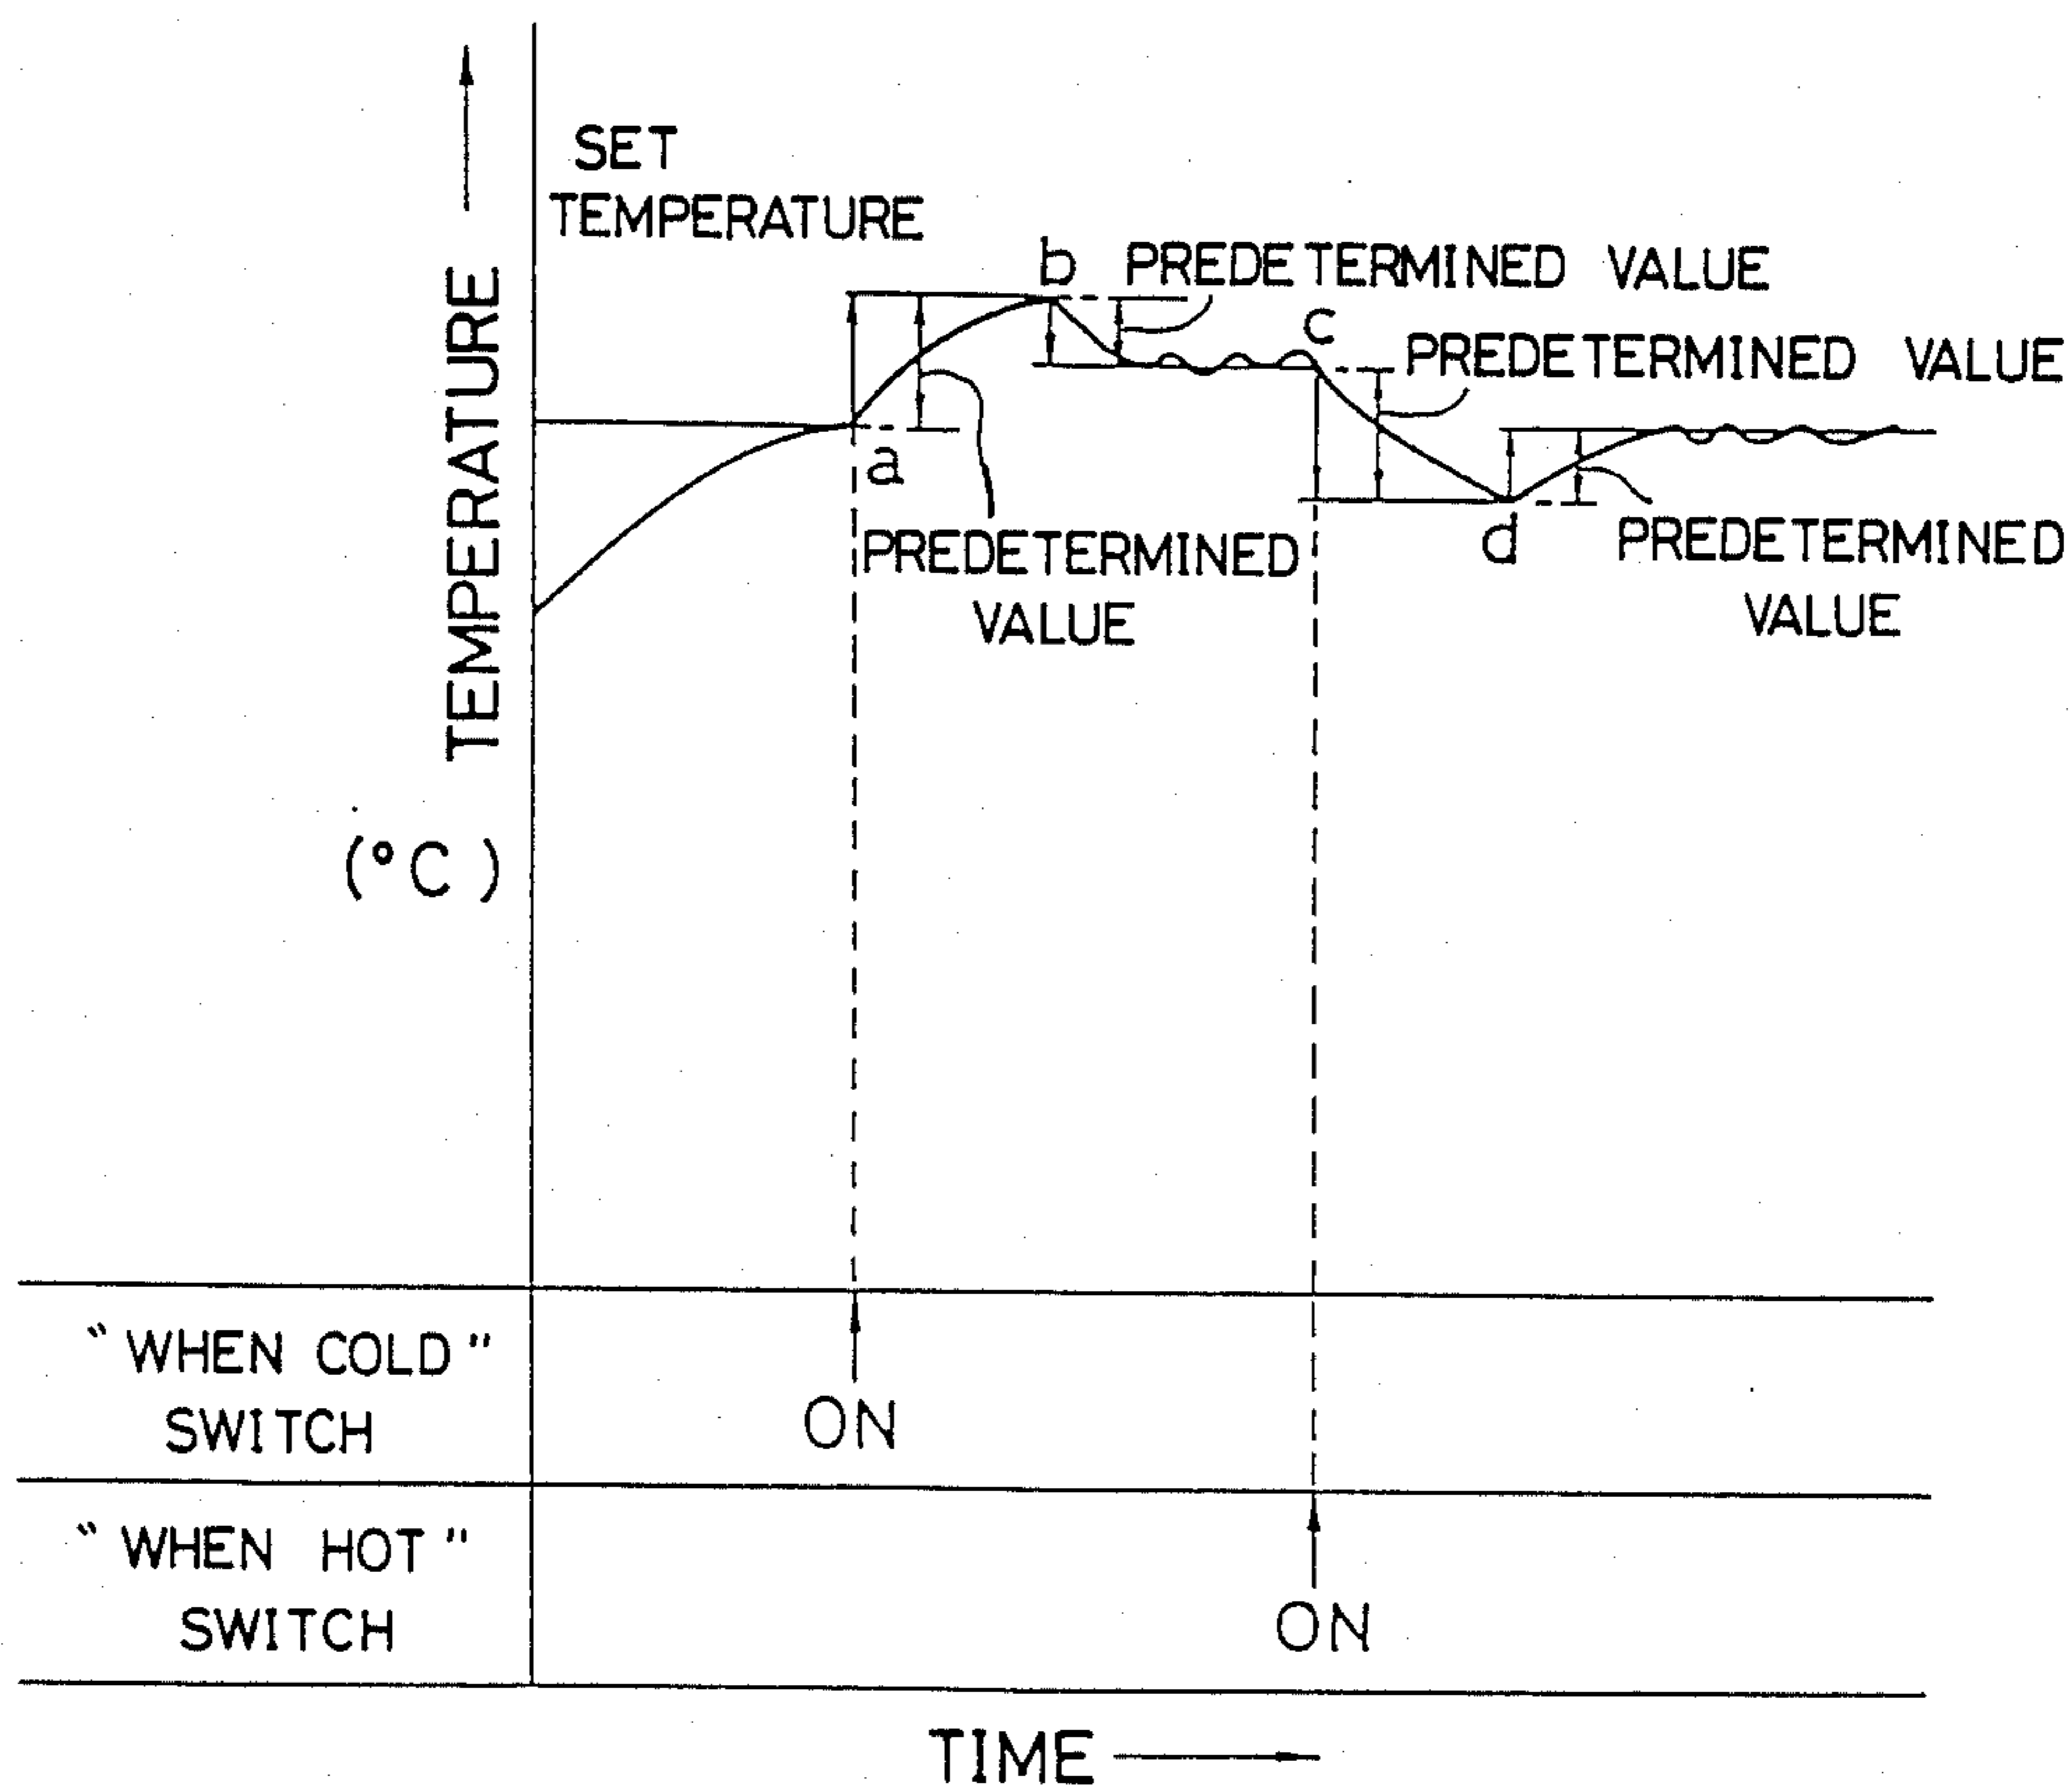 SET
TEMPERATURE
b PREDETERMINED VALUE
c
PREDETERMINED VALUE
a
PREDETERMINED
VALUE
d
PREDETERMINED
VALUE
TEMPERATURE
(°C)
"WHEN COLD"
SWITCH
ON
"WHEN HOT"
SWITCH
ON
TIME